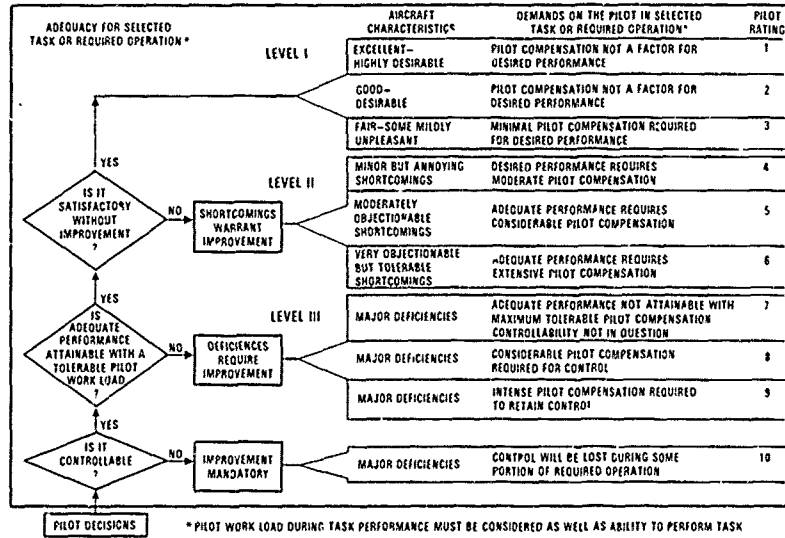 ADEQUACY FOR SELECTED
TASK OR REQUIRED OPERATION*
AIRCRAFT
CHARACTERISTICS
DEMANDS ON THE PILOT IN SELECTED
TASK OR REQUIRED OPERATION*
PILOT
RATING
LEVEL I
EXCELLENT–
HIGHLY DESIRABLE
PILOT COMPENSATION NOT A FACTOR FOR
DESIRED PERFORMANCE
1
GOOD–
DESIRABLE
PILOT COMPENSATION NOT A FACTOR FOR
DESIRED PERFORMANCE
2
FAIR–SOME MILDLY
UNPLEASANT
MINIMAL PILOT COMPENSATION REQUIRED
FOR DESIRED PERFORMANCE
3
YES
IS IT
SATISFACTORY
WITHOUT
IMPROVEMENT
?
NO
SHORTCOMINGS
WARRANT
IMPROVEMENT
LEVEL II
MINOR BUT ANNOYING
SHORTCOMINGS
DESIRED PERFORMANCE REQUIRES
MODERATE PILOT COMPENSATION
4
MODERATELY
OBJECTIONABLE
SHORTCOMINGS
ADEQUATE PERFORMANCE REQUIRES
CONSIDERABLE PILOT COMPENSATION
5
VERY OBJECTIONABLE
BUT TOLERABLE
SHORTCOMINGS
ADEQUATE PERFORMANCE REQUIRES
EXTENSIVE PILOT COMPENSATION
6
YES
IS
ADEQUATE
PERFORMANCE
ATTAINABLE WITH A
TOLERABLE PILOT
WORK LOAD
?
NO
DEFICIENCES
REQUIRE
IMPROVEMENT
LEVEL III
MAJOR DEFICIENCIES
ADEQUATE PERFORMANCE NOT ATTAINABLE WITH
MAXIMUM TOLERABLE PILOT COMPENSATION
CONTROLLABILITY NOT IN QUESTION
7
MAJOR DEFICIENCIES
CONSIDERABLE PILOT COMPENSATION
REQUIRED FOR CONTROL
8
MAJOR DEFICIENCIES
INTENSE PILOT COMPENSATION REQUIRED
TO RETAIN CONTROL
9
YES
IS IT
CONTROLLABLE
?
NO
IMPROVEMENT
MANDATORY
MAJOR DEFICIENCIES
CONTROL WILL BE LOST DURING SOME
PORTION OF REQUIRED OPERATION
10
PILOT DECISIONS
* PILOT WORK LOAD DURING TASK PERFORMANCE MUST BE CONSIDERED AS WELL AS ABILITY TO PERFORM TASK